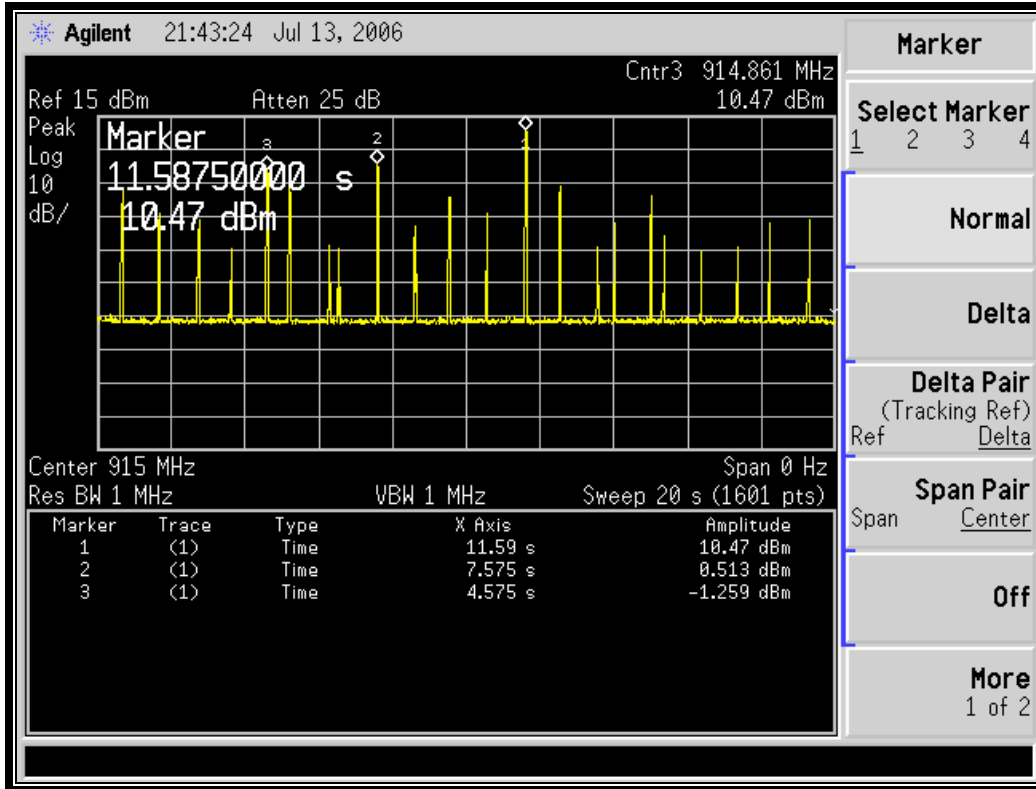 Agilent 21:43:24 Jul 13, 2006
Cntr3 914.861 MHz
Ref 15 dBm Atten 25 dB 10.47 dBm
Peak
Log
10
dB/
Marker
11.58750000 s
10.47 dBm
3
2
1
Center 915 MHz Span 0 Hz
Res BW 1 MHz VBW 1 MHz Sweep 20 s (1601 pts)
Marker Trace Type X Axis Amplitude
1 (1) Time 11.59 s 10.47 dBm
2 (1) Time 7.575 s 0.513 dBm
3 (1) Time 4.575 s -1.259 dBm
Marker
Select Marker
1 2 3 4
Normal
Delta
Delta Pair
(Tracking Ref)
Ref Delta
Span Pair
Span Center
Off
More
1 of 2